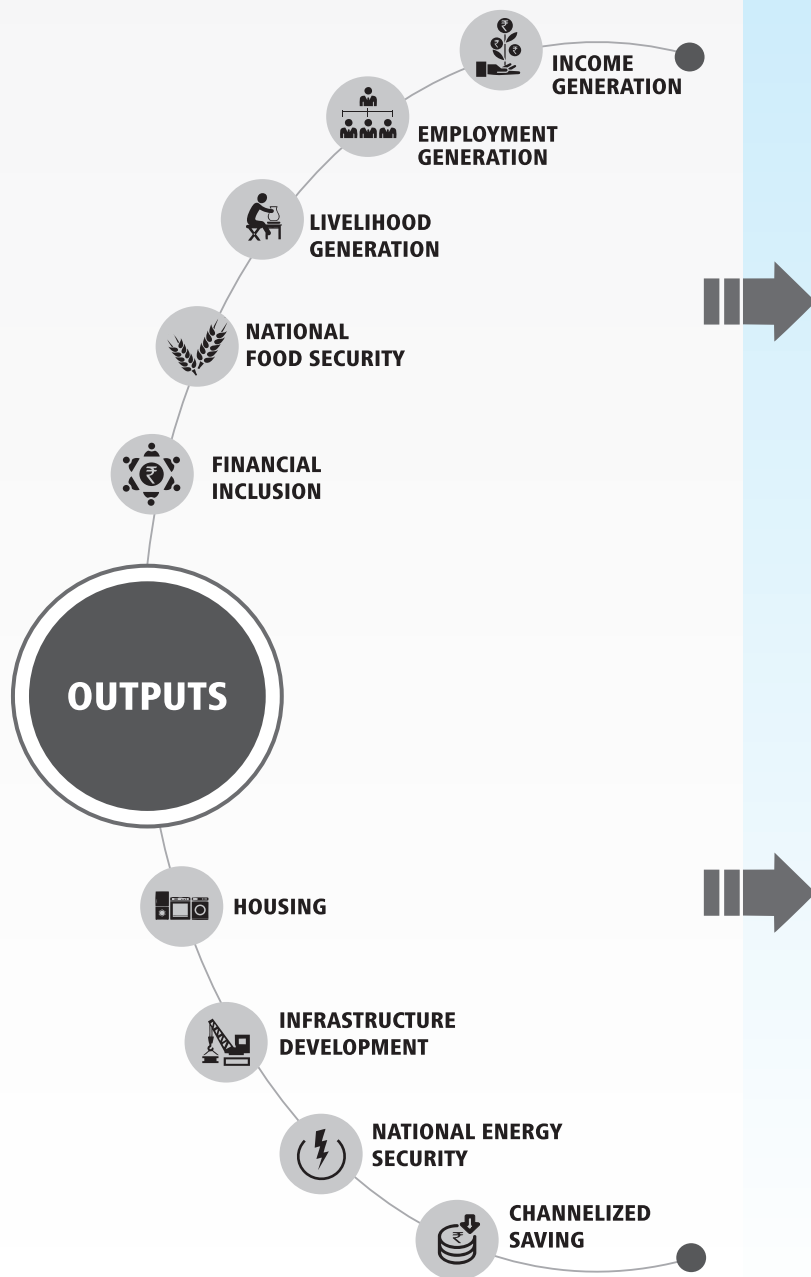 INCOME
GENERATION
EMPLOYMENT
GENERATION
LIVELIHOOD
GENERATION
NATIONAL
FOOD SECURITY
FINANCIAL
INCLUSION
OUTPUTS
HOUSING
INFRASTRUCTURE
DEVELOPMENT
NATIONAL ENERGY
SECURITY
CHANNELIZED
SAVING